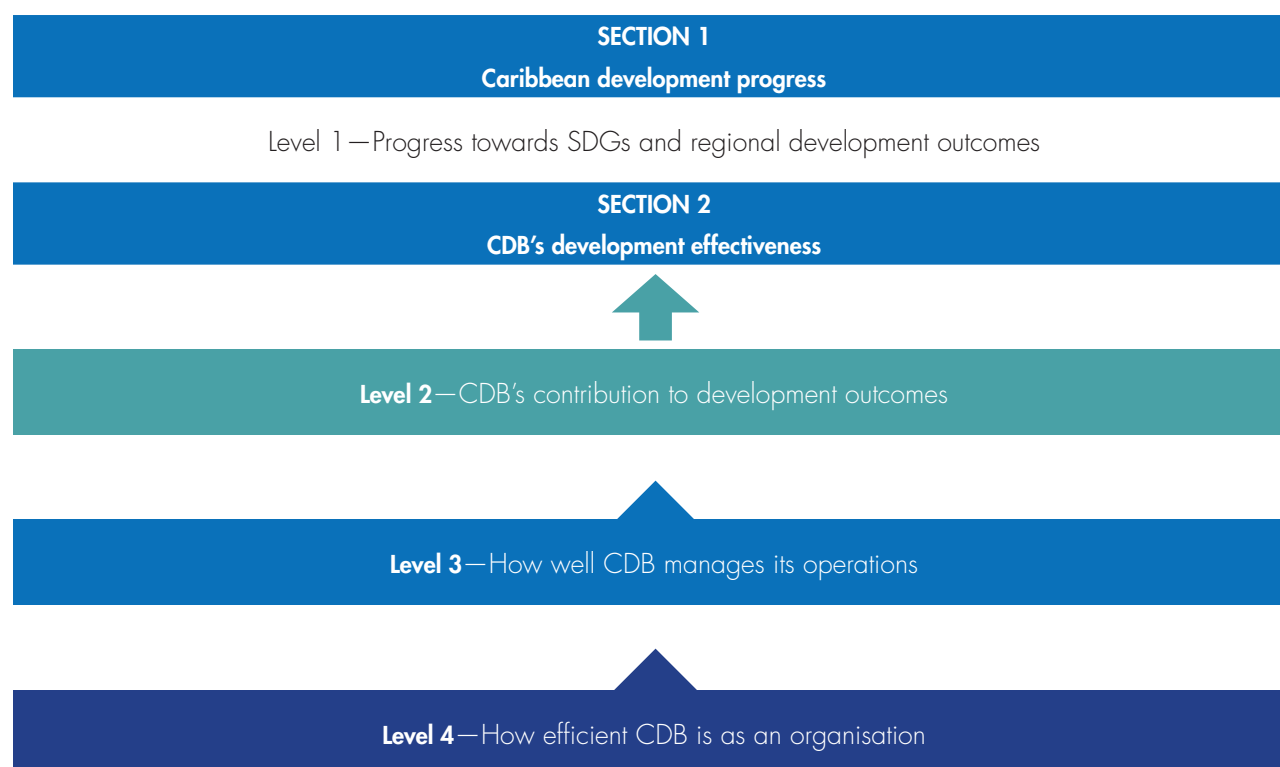 SECTION 1
Caribbean development progress
Level 1—Progress towards SDGs and regional development outcomes
SECTION 2
CDB’s development effectiveness
Level 2—CDB’s contribution to development outcomes
Level 3—How well CDB manages its operations
Level 4—How efficient CDB is as an organisation